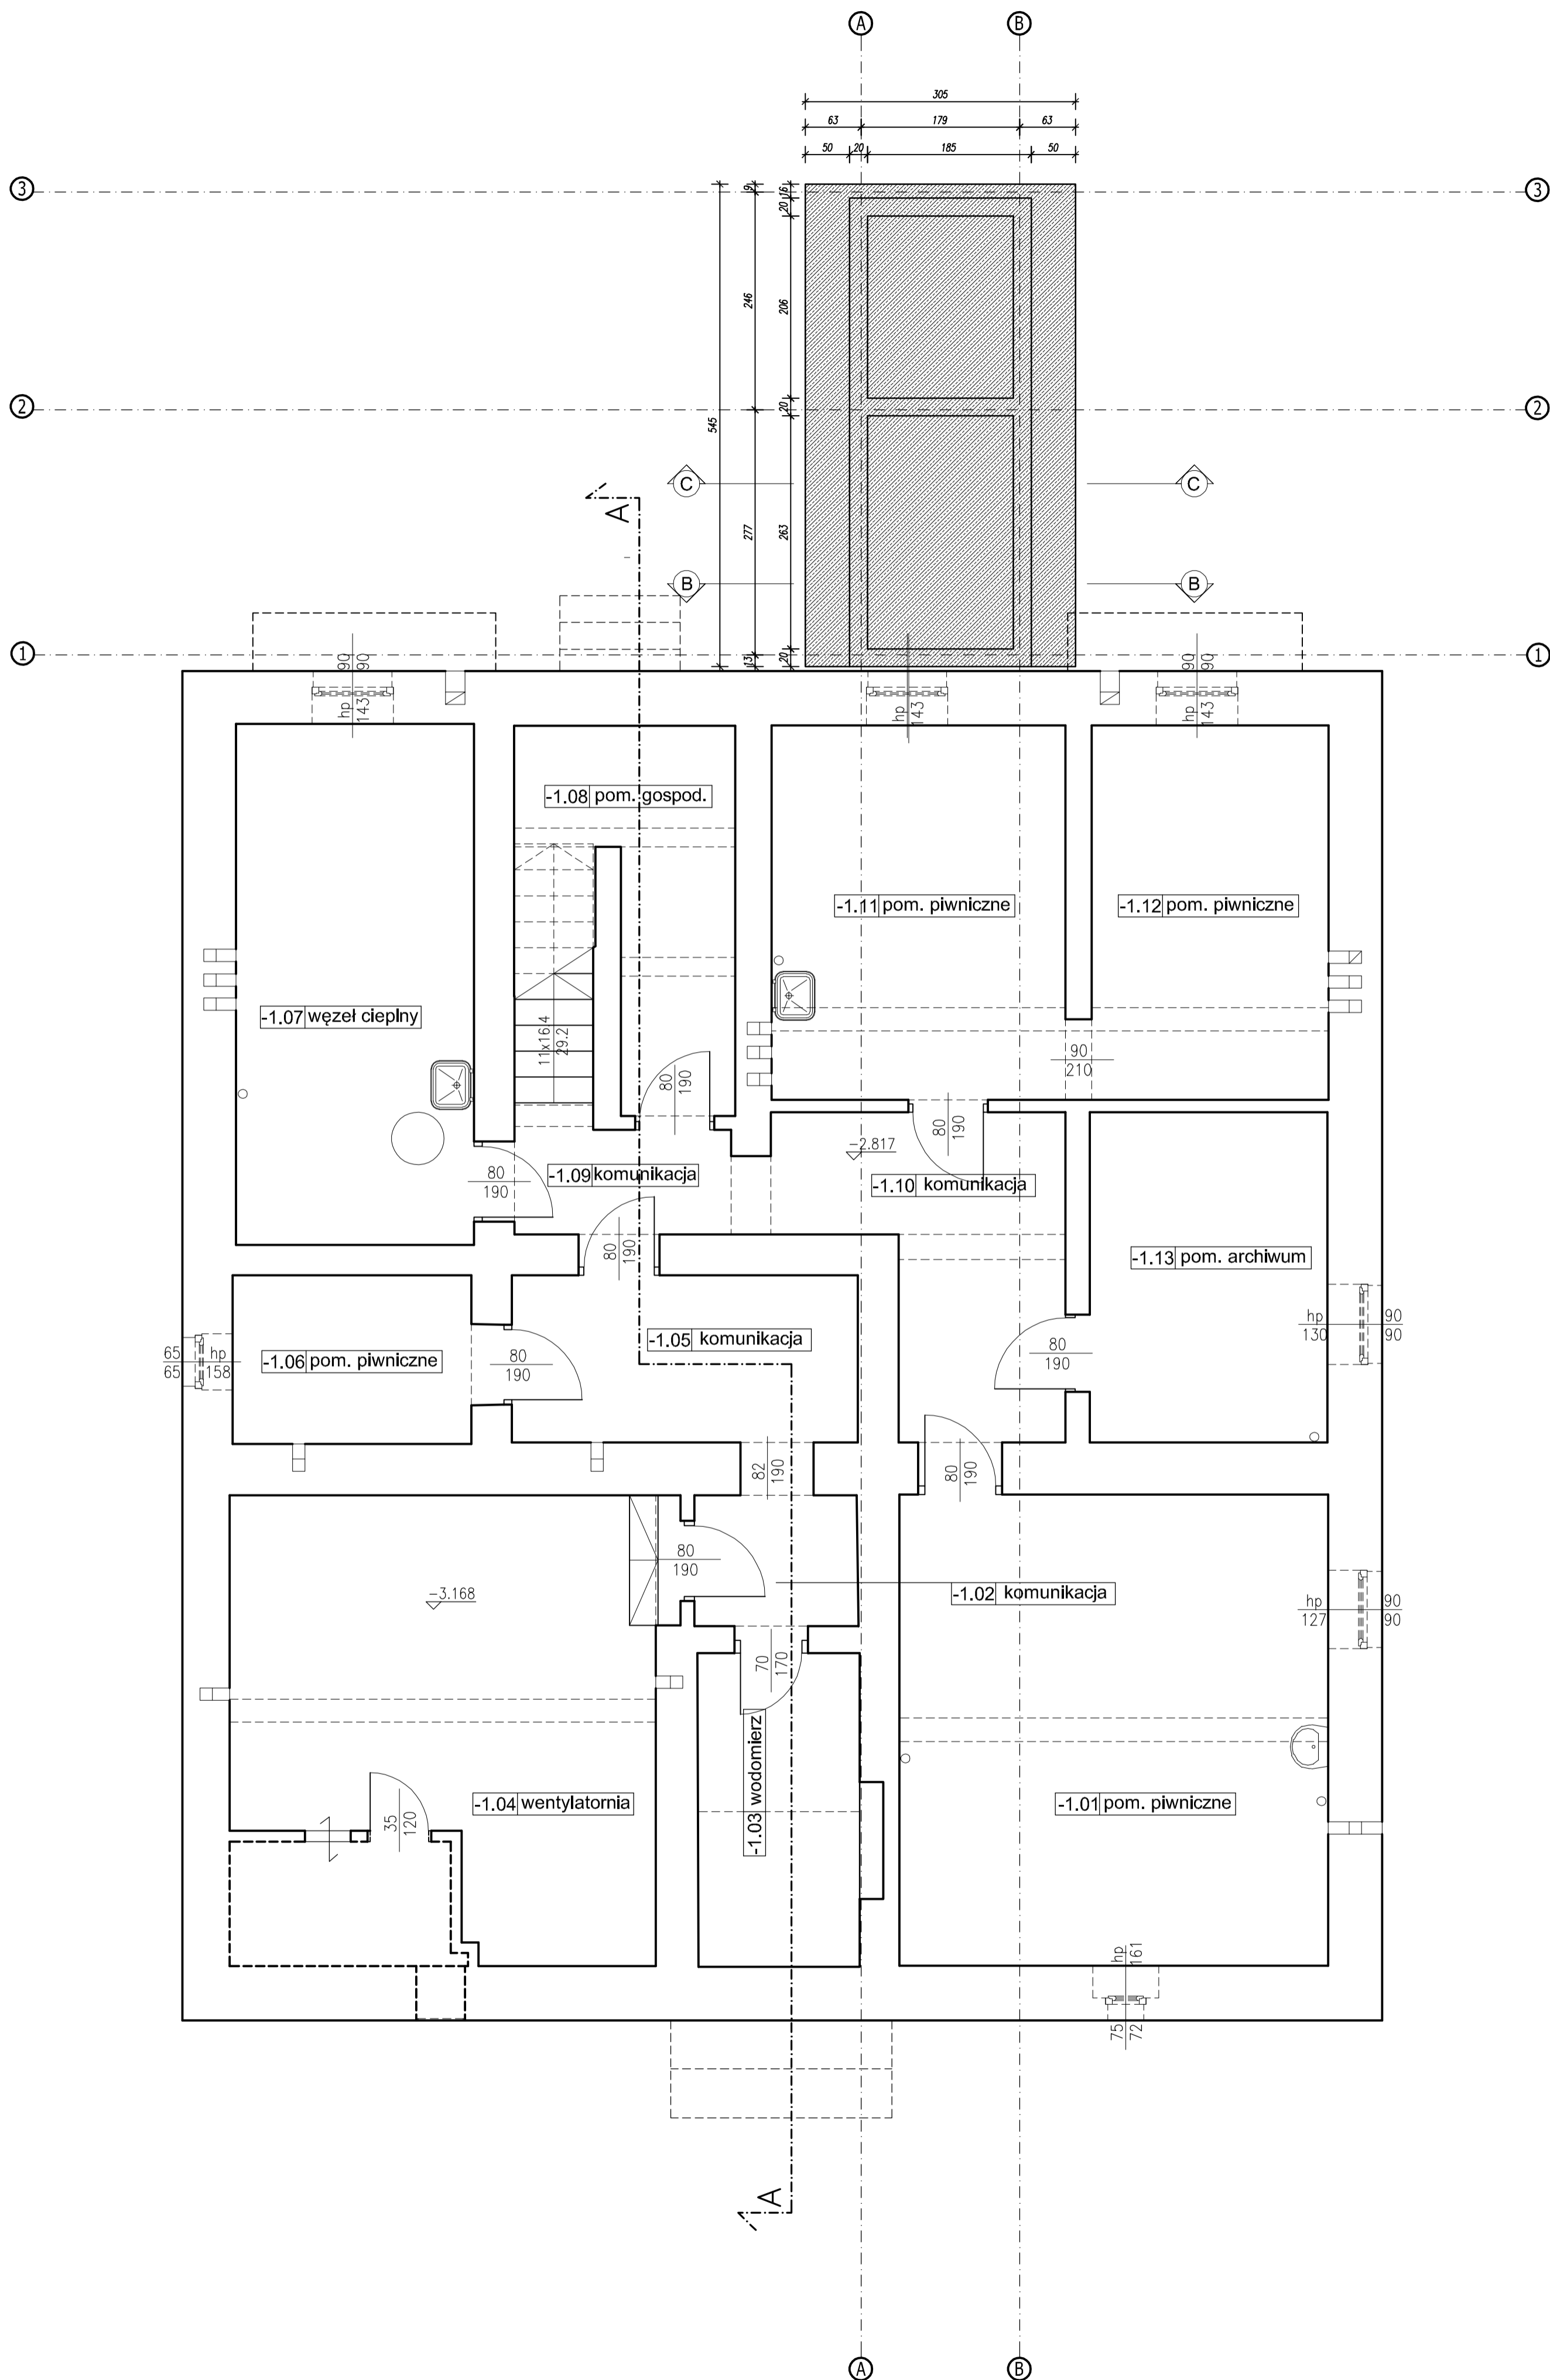 A B
305
63 179 63
50 20 185 50
3 3
9 16
20
246 206
2 2
20
545
C C
A
277 263
B B
1 1
13 20
90 90
90 90
hp 143
hp 143
hp 143
-1.08 pom. gospod.
-1.11 pom. piwniczne
-1.12 pom. piwniczne
-1.07 węzeł cieplny
11x16.4
29.2
90
210
80
190
80
190
-2.817
80
190
-1.09 komunikacja
-1.10 komunikacja
80
190
-1.13 pom. archiwum
hp
130
90
90
-1.05 komunikacja
65
65
hp
158
-1.06 pom. piwniczne
80
190
80
190
82
190
80
190
80
190
-3.168
-1.02 komunikacja
hp
127
90
90
70
170
-1.03 wodomierz
-1.04 wentylatornia
-1.01 pom. piwniczne
35
120
hp
161
75
72
A
A B